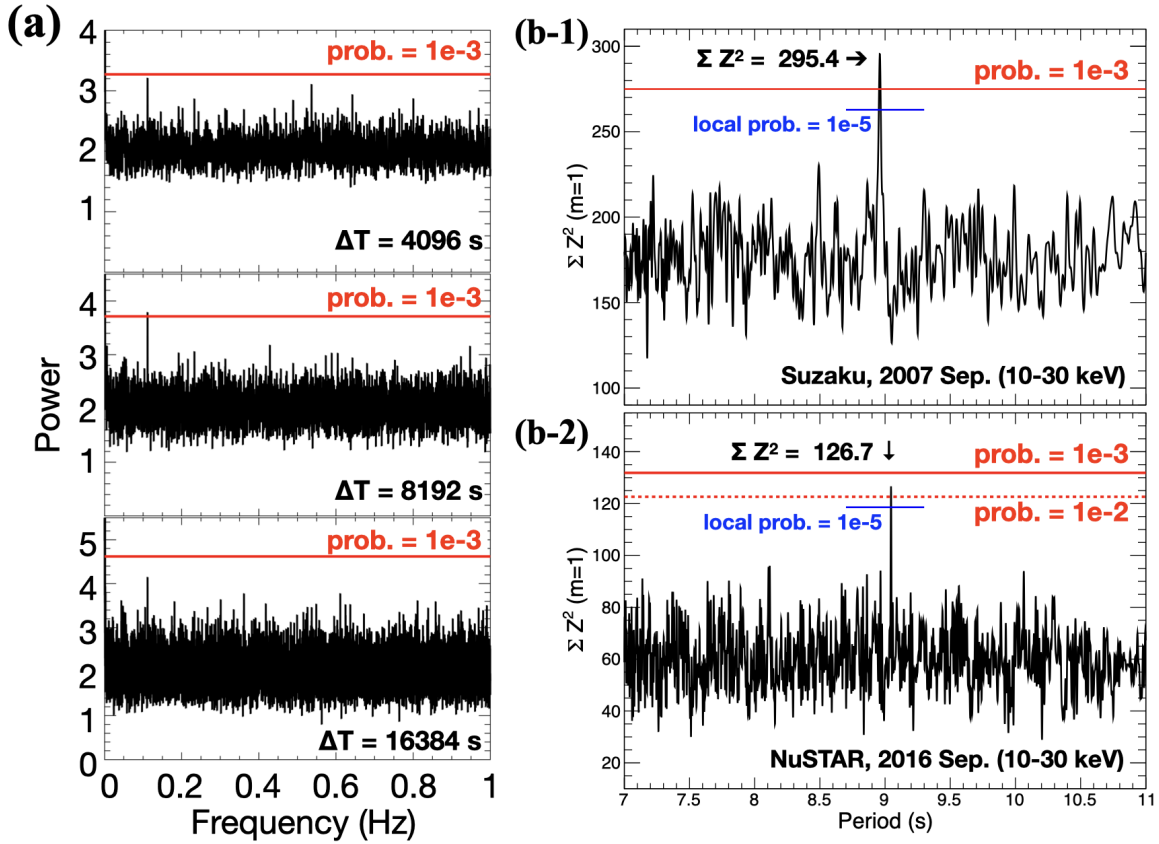 (a)
4
prob. = 1e-3
3
2
1
ΔT = 4096 s
4
prob. = 1e-3
3
2
1
ΔT = 8192 s
5
prob. = 1e-3
4
3
2
1
ΔT = 16384 s
0
0 0.2 0.4 0.6 0.8 1
Frequency (Hz)
Power
(b-1)
300
Σ Z² = 295.4 →
prob. = 1e-3
local prob. = 1e-5
250
200
150
100
Σ Z² (m=1)
Suzaku, 2007 Sep. (10-30 keV)
(b-2)
140
Σ Z² = 126.7 ↓
prob. = 1e-3
120
local prob. = 1e-5
prob. = 1e-2
100
80
60
40
20
Σ Z² (m=1)
NuSTAR, 2016 Sep. (10-30 keV)
7 7.5 8 8.5 9 9.5 10 10.5 11
Period (s)